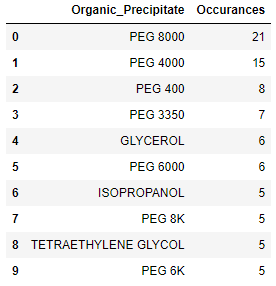 Organic_Precipitate Occurances
0 PEG 8000 21
1 PEG 4000 15
2 PEG 400 8
3 PEG 3350 7
4 GLYCEROL 6
5 PEG 6000 6
6 ISOPROPANOL 5
7 PEG 8K 5
8 TETRAETHYLENE GLYCOL 5
9 PEG 6K 5